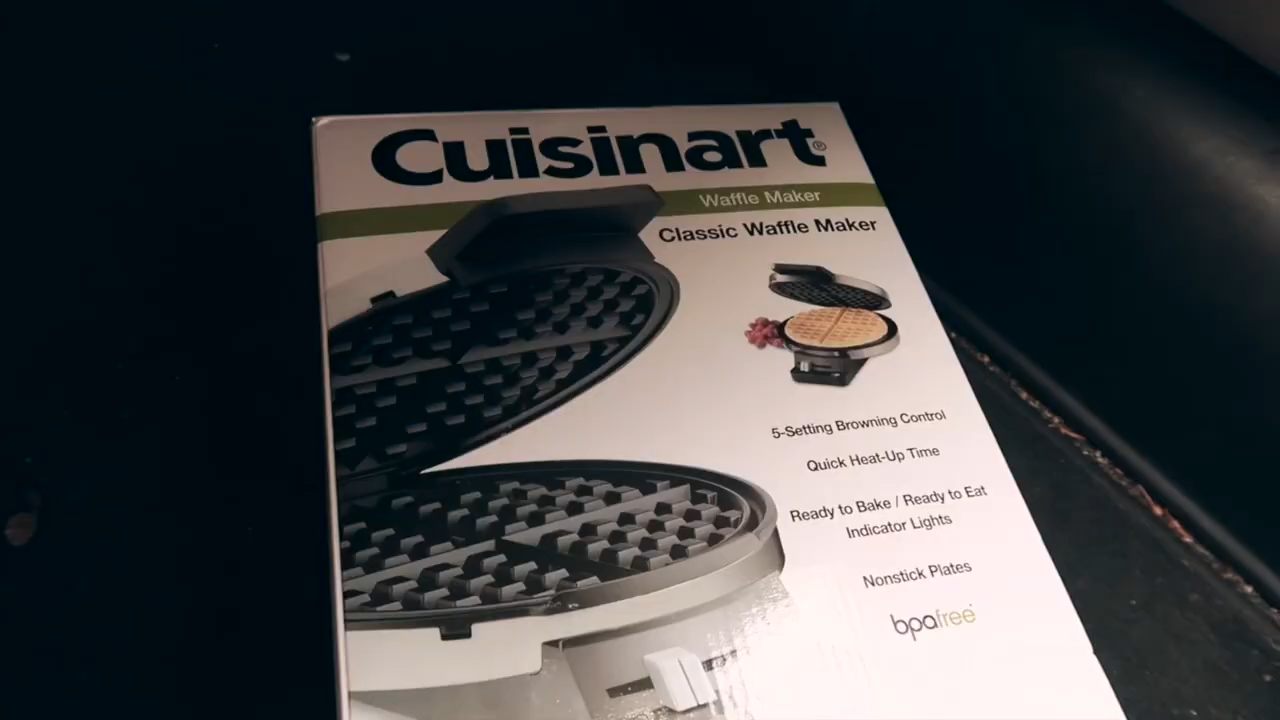 Cuisinart®
Waffle Maker
Classic Waffle Maker
5-Setting Browning Control
Quick Heat-Up Time
Ready to Bake / Ready to Eat
Indicator Lights
Nonstick Plates
bpafree